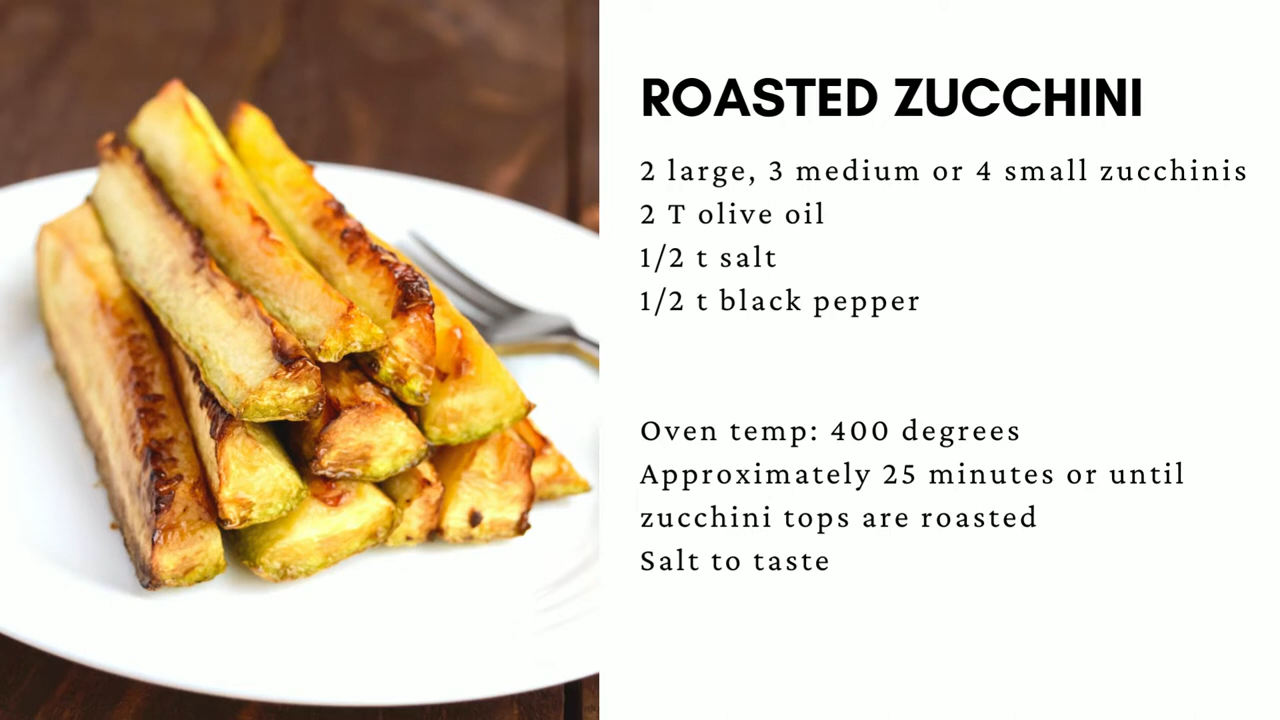 ROASTED ZUCCHINI
2 large, 3 medium or 4 small zucchinis
2 T olive oil
1/2 t salt
1/2 t black pepper
Oven temp: 400 degrees
Approximately 25 minutes or until
zucchini tops are roasted
Salt to taste